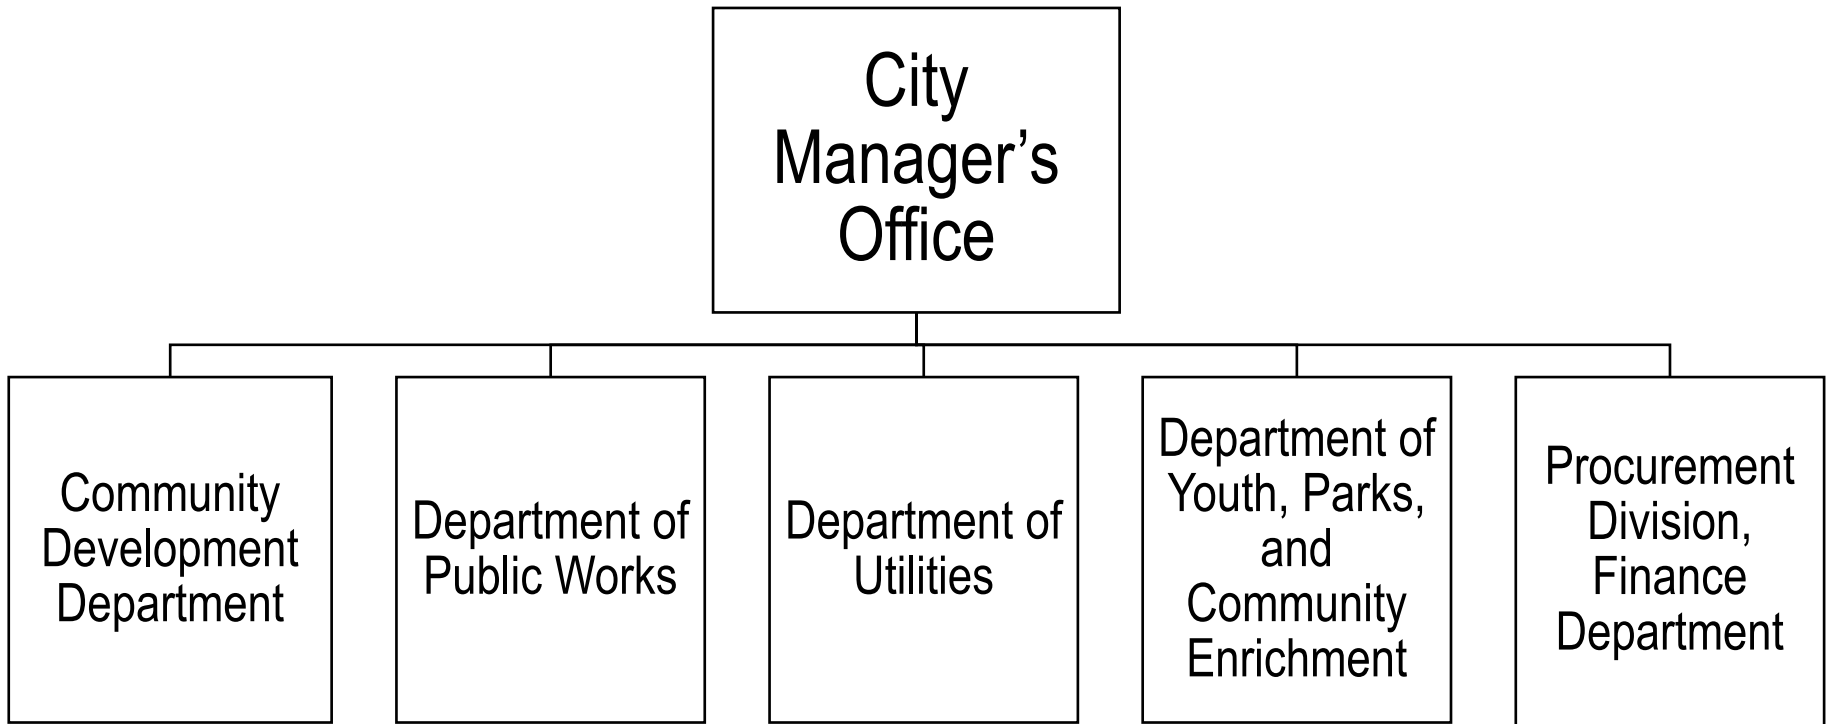 City
Manager’s
Office
Community
Development
Department
Department of
Public Works
Department of
Utilities
Department of
Youth, Parks,
and
Community
Enrichment
Procurement
Division,
Finance
Department